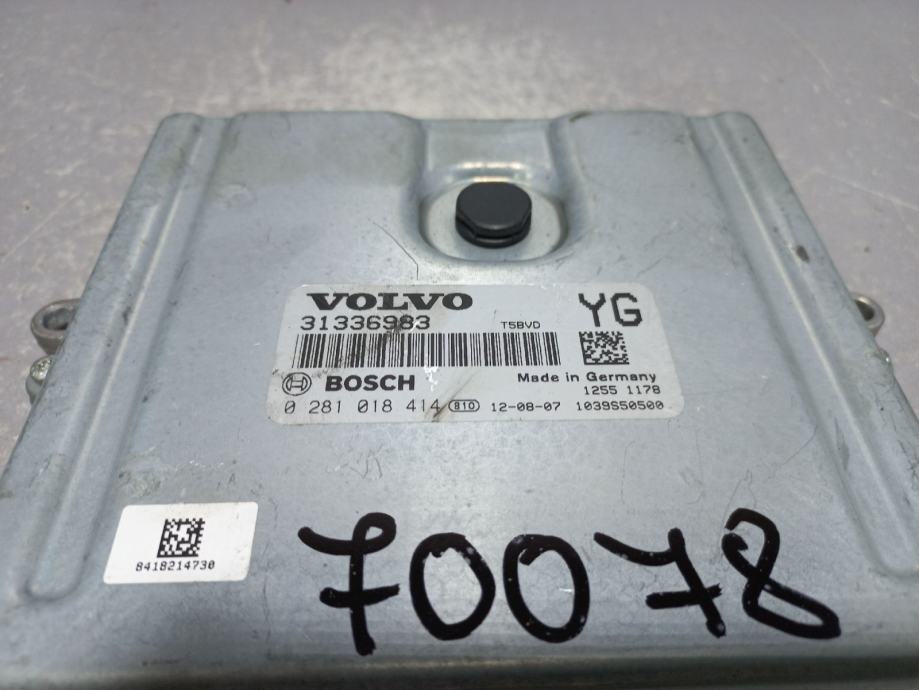 VOLVO YG
31336983 T5BVD
BOSCH Made in Germany
1255 1178
0 281 018 414 810 12-08-07 1039S50500
8418214730
70078